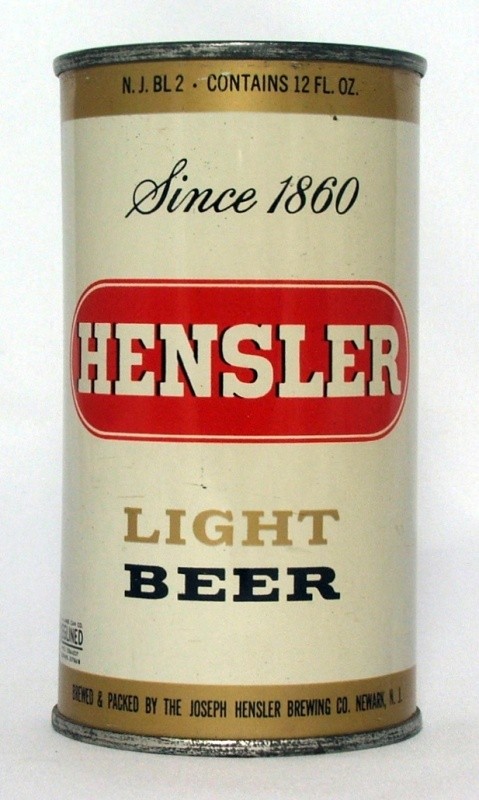 N.J. BL 2 · CONTAINS 12 FL. OZ.
Since 1860
HENSLER
LIGHT
BEER
BREWED & PACKED BY THE JOSEPH HENSLER BREWING CO. NEWARK, N. J.